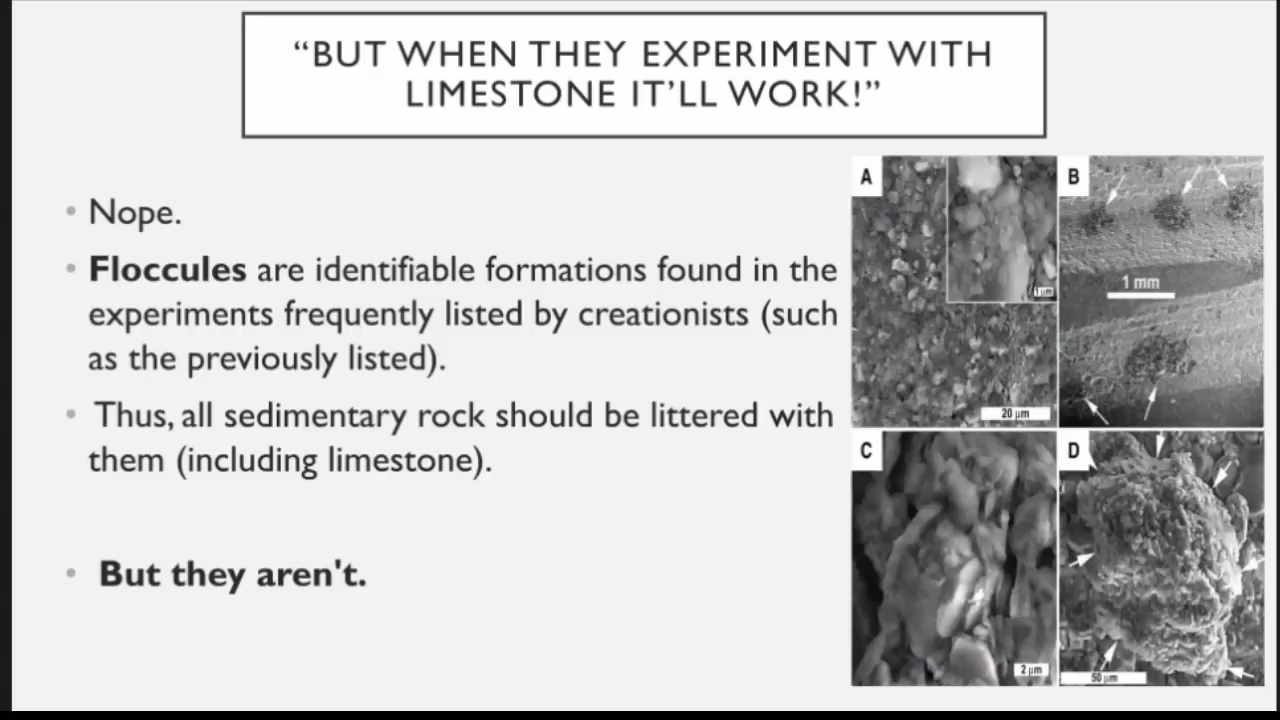 “BUT WHEN THEY EXPERIMENT WITH
LIMESTONE IT’LL WORK!”
• Nope.
• Floccules are identifiable formations found in the
experiments frequently listed by creationists (such
as the previously listed).
• Thus, all sedimentary rock should be littered with
them (including limestone).
• But they aren't.
A
1 µm
20 µm
B
1 mm
C
2 µm
D
50 µm